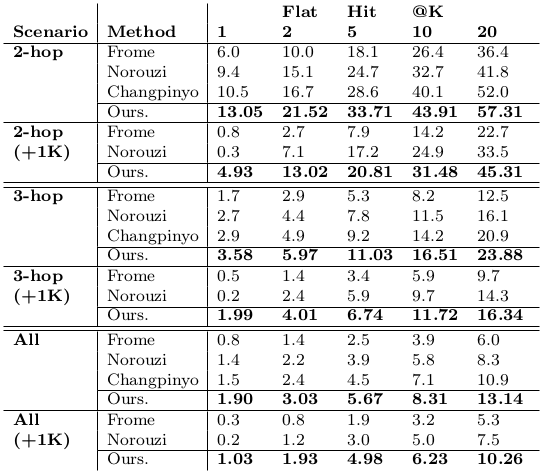 Flat Hit @K
Scenario Method 1 2 5 10 20
2-hop Frome 6.0 10.0 18.1 26.4 36.4
Norouzi 9.4 15.1 24.7 32.7 41.8
Changpinyo 10.5 16.7 28.6 40.1 52.0
Ours. 13.05 21.52 33.71 43.91 57.31
2-hop Frome 0.8 2.7 7.9 14.2 22.7
(+1K) Norouzi 0.3 7.1 17.2 24.9 33.5
Ours. 4.93 13.02 20.81 31.48 45.31
3-hop Frome 1.7 2.9 5.3 8.2 12.5
Norouzi 2.7 4.4 7.8 11.5 16.1
Changpinyo 2.9 4.9 9.2 14.2 20.9
Ours. 3.58 5.97 11.03 16.51 23.88
3-hop Frome 0.5 1.4 3.4 5.9 9.7
(+1K) Norouzi 0.2 2.4 5.9 9.7 14.3
Ours. 1.99 4.01 6.74 11.72 16.34
All Frome 0.8 1.4 2.5 3.9 6.0
Norouzi 1.4 2.2 3.9 5.8 8.3
Changpinyo 1.5 2.4 4.5 7.1 10.9
Ours. 1.90 3.03 5.67 8.31 13.14
All Frome 0.3 0.8 1.9 3.2 5.3
(+1K) Norouzi 0.2 1.2 3.0 5.0 7.5
Ours. 1.03 1.93 4.98 6.23 10.26